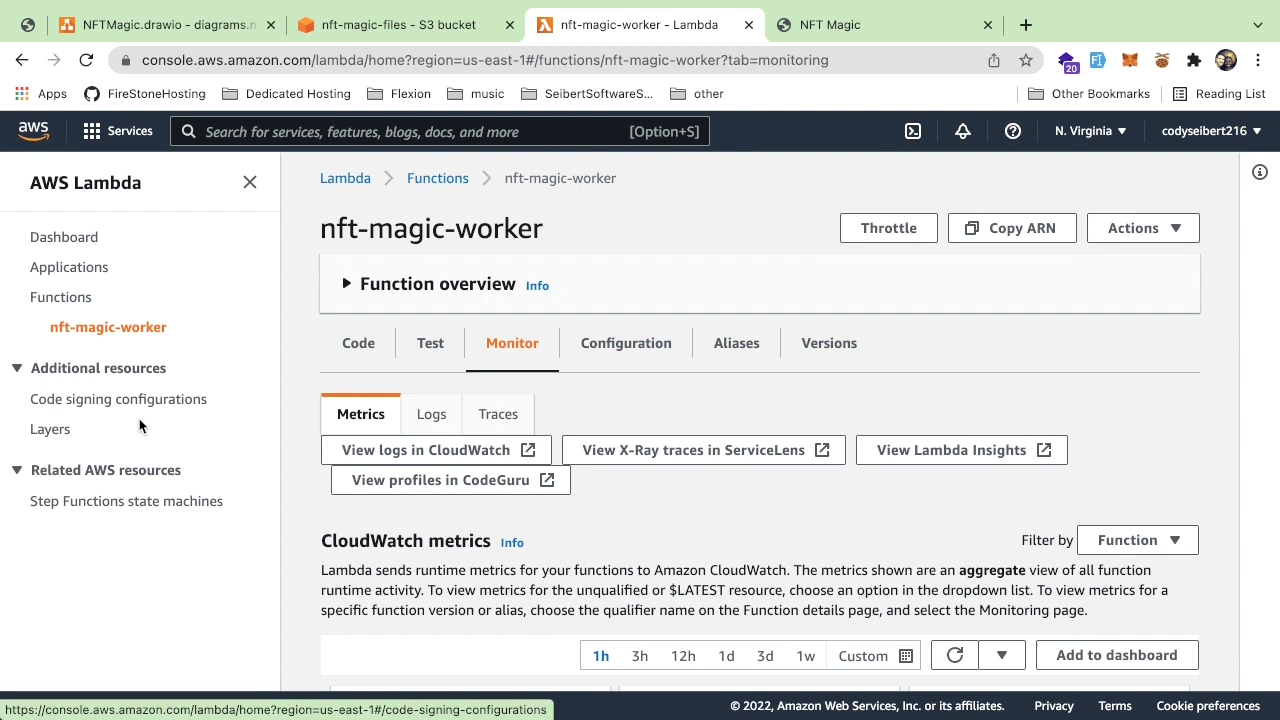 NFTMagic.drawio - diagrams.n
nft-magic-files - S3 bucket
nft-magic-worker - Lambda
NFT Magic
console.aws.amazon.com/lambda/home?region=us-east-1#/functions/nft-magic-worker?tab=monitoring
20
Apps FireStoneHosting Dedicated Hosting Flexion music SeibertSoftwareS... other Other Bookmarks Reading List
aws Services Search for services, features, blogs, docs, and more [Option+S] N. Virginia codyseibert216
AWS Lambda
Dashboard
Applications
Functions
nft-magic-worker
Additional resources
Code signing configurations
Layers
Related AWS resources
Step Functions state machines
Lambda Functions nft-magic-worker
nft-magic-worker
Throttle Copy ARN Actions
Function overview Info
Code Test Monitor Configuration Aliases Versions
Metrics Logs Traces
View logs in CloudWatch View X-Ray traces in ServiceLens View Lambda Insights
View profiles in CodeGuru
CloudWatch metrics Info
Filter by Function
Lambda sends runtime metrics for your functions to Amazon CloudWatch. The metrics shown are an aggregate view of all function
runtime activity. To view metrics for the unqualified or $LATEST resource, choose an option in the dropdown list. To view metrics for a
specific function version or alias, choose the qualifier name on the Function details page, and select the Monitoring page.
1h 3h 12h 1d 3d 1w Custom Add to dashboard
https://console.aws.amazon.com/lambda/home?region=us-east-1#/code-signing-configurations
© 2022, Amazon Web Services, Inc. or its affiliates. Privacy Terms Cookie preferences